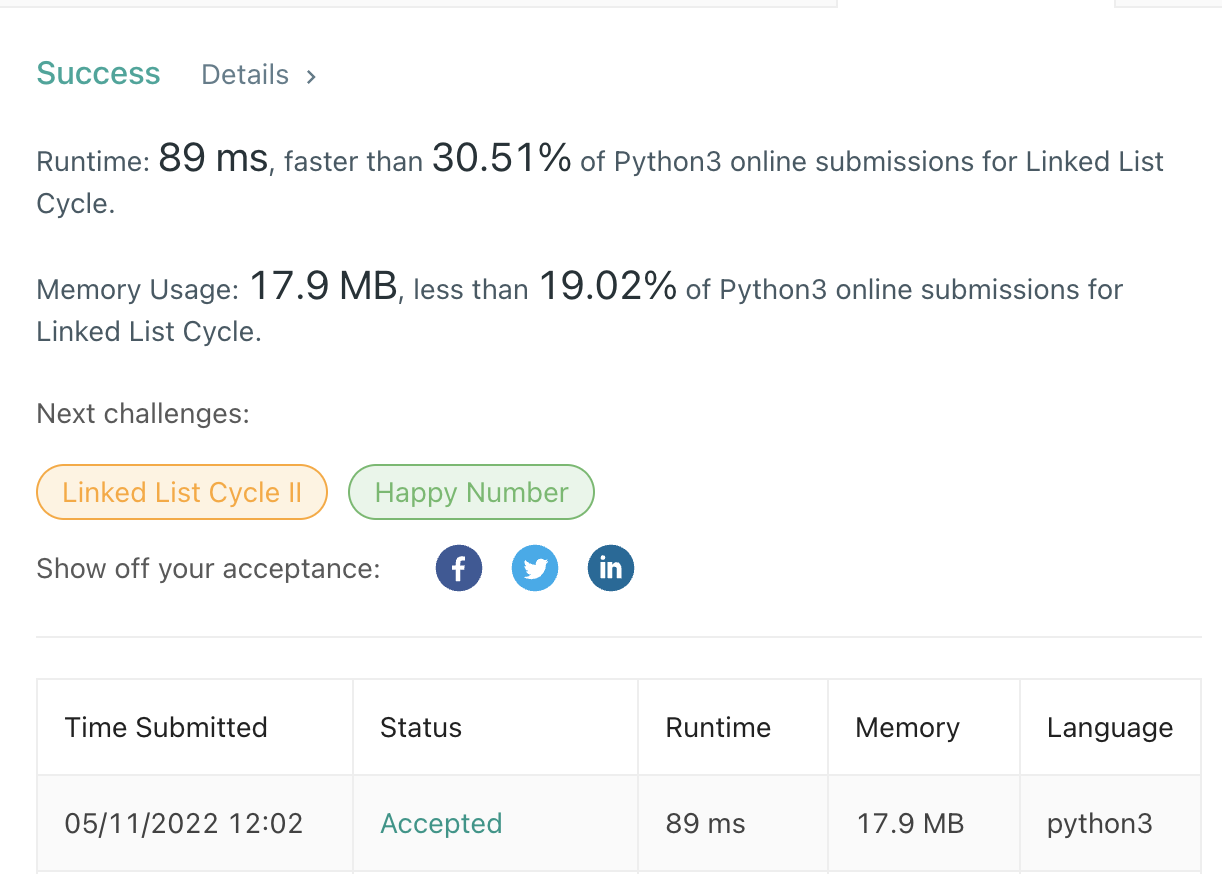 Success Details >
Runtime: 89 ms, faster than 30.51% of Python3 online submissions for Linked List
Cycle.
Memory Usage: 17.9 MB, less than 19.02% of Python3 online submissions for
Linked List Cycle.
Next challenges:
Linked List Cycle II Happy Number
Show off your acceptance: f in
Time Submitted Status Runtime Memory Language
05/11/2022 12:02 Accepted 89 ms 17.9 MB python3